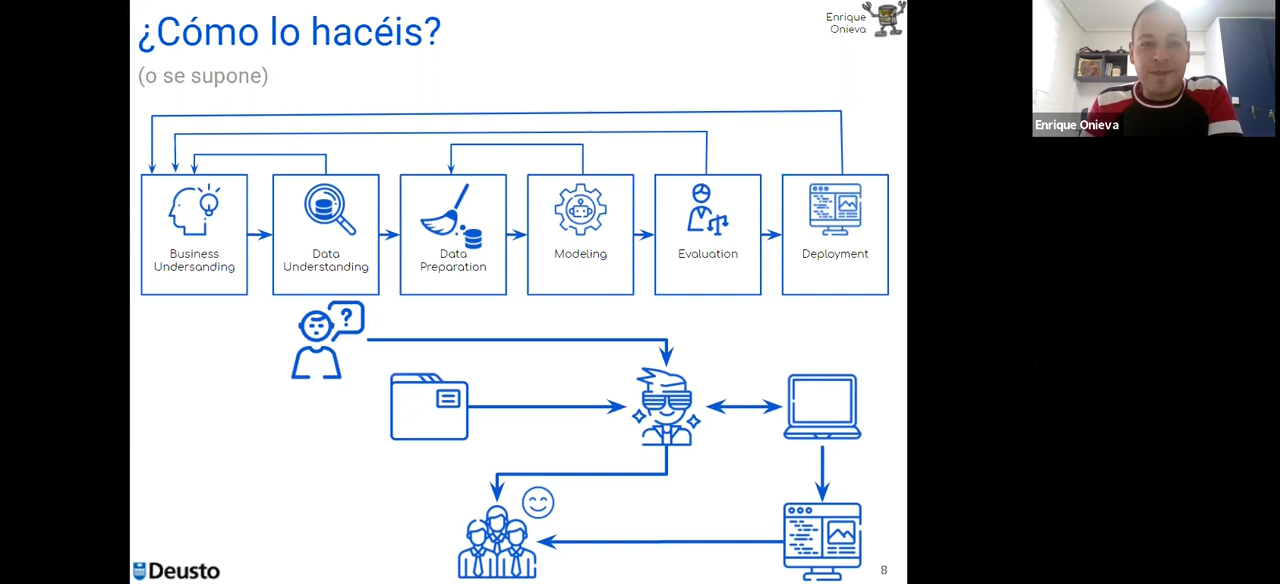 ¿Cómo lo hacéis?
(o se supone)
Enrique
Onieva
Enrique Onieva
Business
Undersanding
Data
Understanding
Data
Preparation
Modeling
Evaluation
Deployment
?
Deusto
8